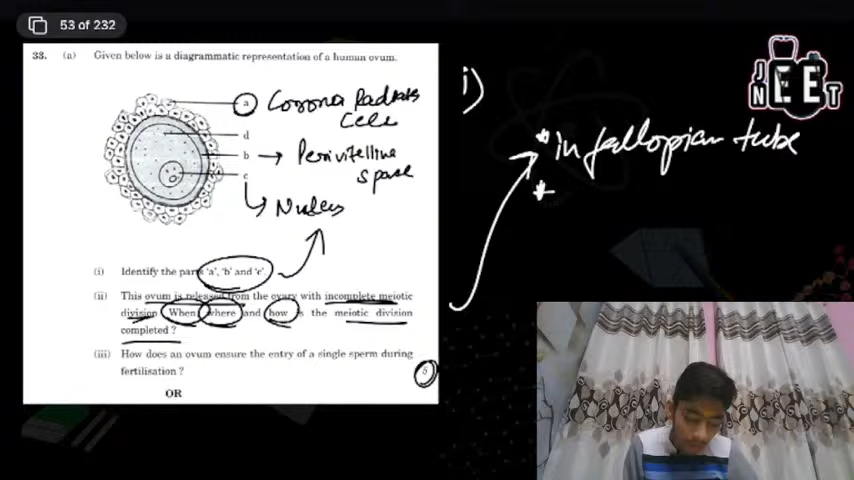 53 of 232
33. (a) Given below is a diagrammatic representation of a human ovum.
a
Corona Radiata
Cells
d
b
Perivitelline
space
c
Nucleus
(i) Identify the parts 'a', 'b' and 'c'.
(ii) This ovum is released from the ovary with incomplete meiotic
division. When, where and how is the meiotic division
completed ?
(iii) How does an ovum ensure the entry of a single sperm during
fertilisation ?
5
OR
i)
* in fallopian tube
*
J EE
NEET